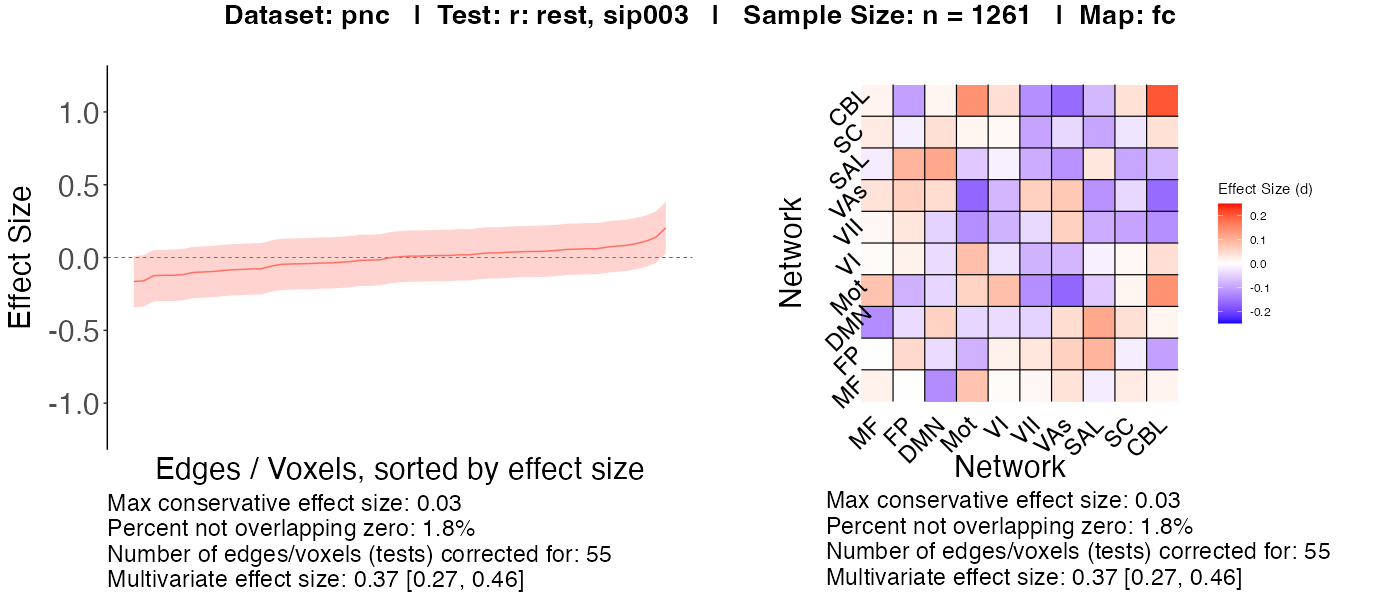 Dataset: pnc | Test: r: rest, sip003 | Sample Size: n = 1261 | Map: fc
Effect Size
1.0
0.5
0.0
-0.5
-1.0
Edges / Voxels, sorted by effect size
Max conservative effect size: 0.03
Percent not overlapping zero: 1.8%
Number of edges/voxels (tests) corrected for: 55
Multivariate effect size: 0.37 [0.27, 0.46]
Network
CBL
SC
SAL
VAs
VII
VI
Mot
DMN
FP
MF
MF
FP
DMN
Mot
VI
VII
VAs
SAL
SC
CBL
Network
Effect Size (d)
0.2
0.1
0.0
-0.1
-0.2
Max conservative effect size: 0.03
Percent not overlapping zero: 1.8%
Number of edges/voxels (tests) corrected for: 55
Multivariate effect size: 0.37 [0.27, 0.46]